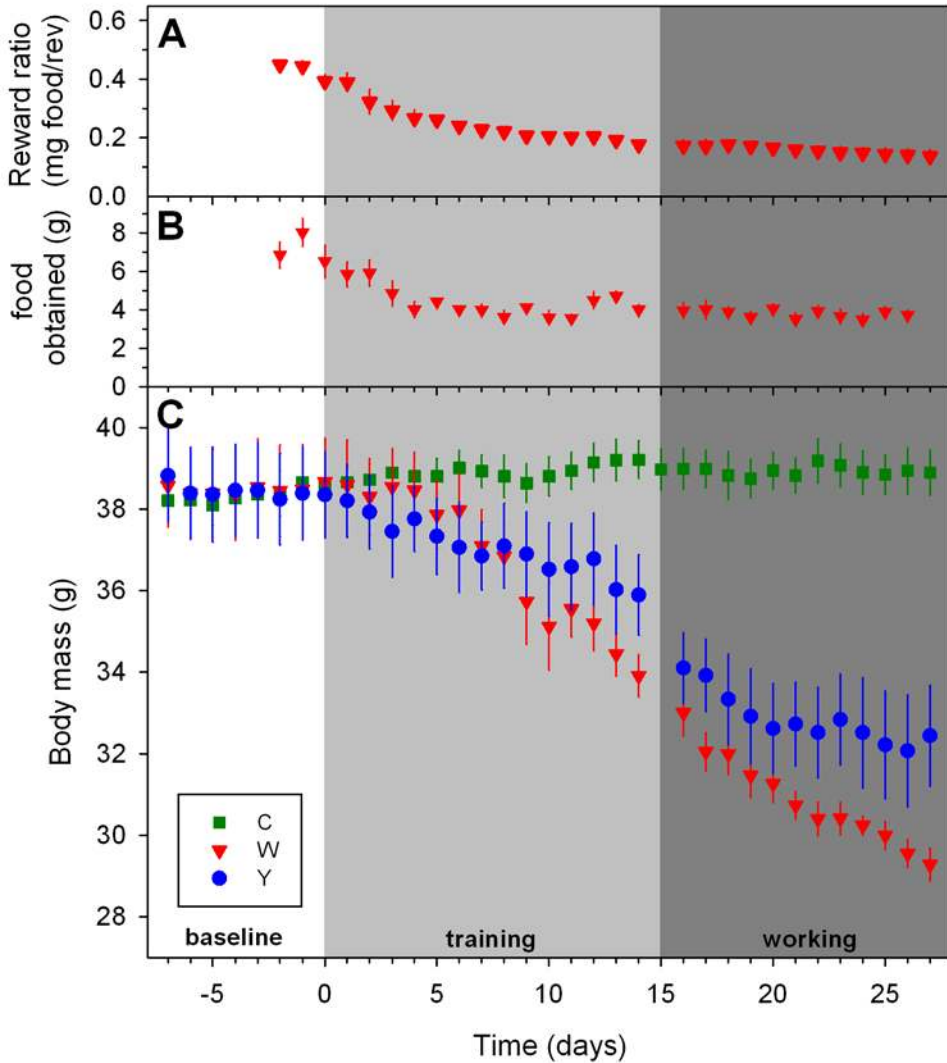 A
Reward ratio
(mg food/rev)
0.6
0.4
0.2
0.0
B
food
obtained (g)
8
6
4
2
0
C
Body mass (g)
40
38
36
34
32
30
28
C
W
Y
baseline training working
-5 0 5 10 15 20 25
Time (days)